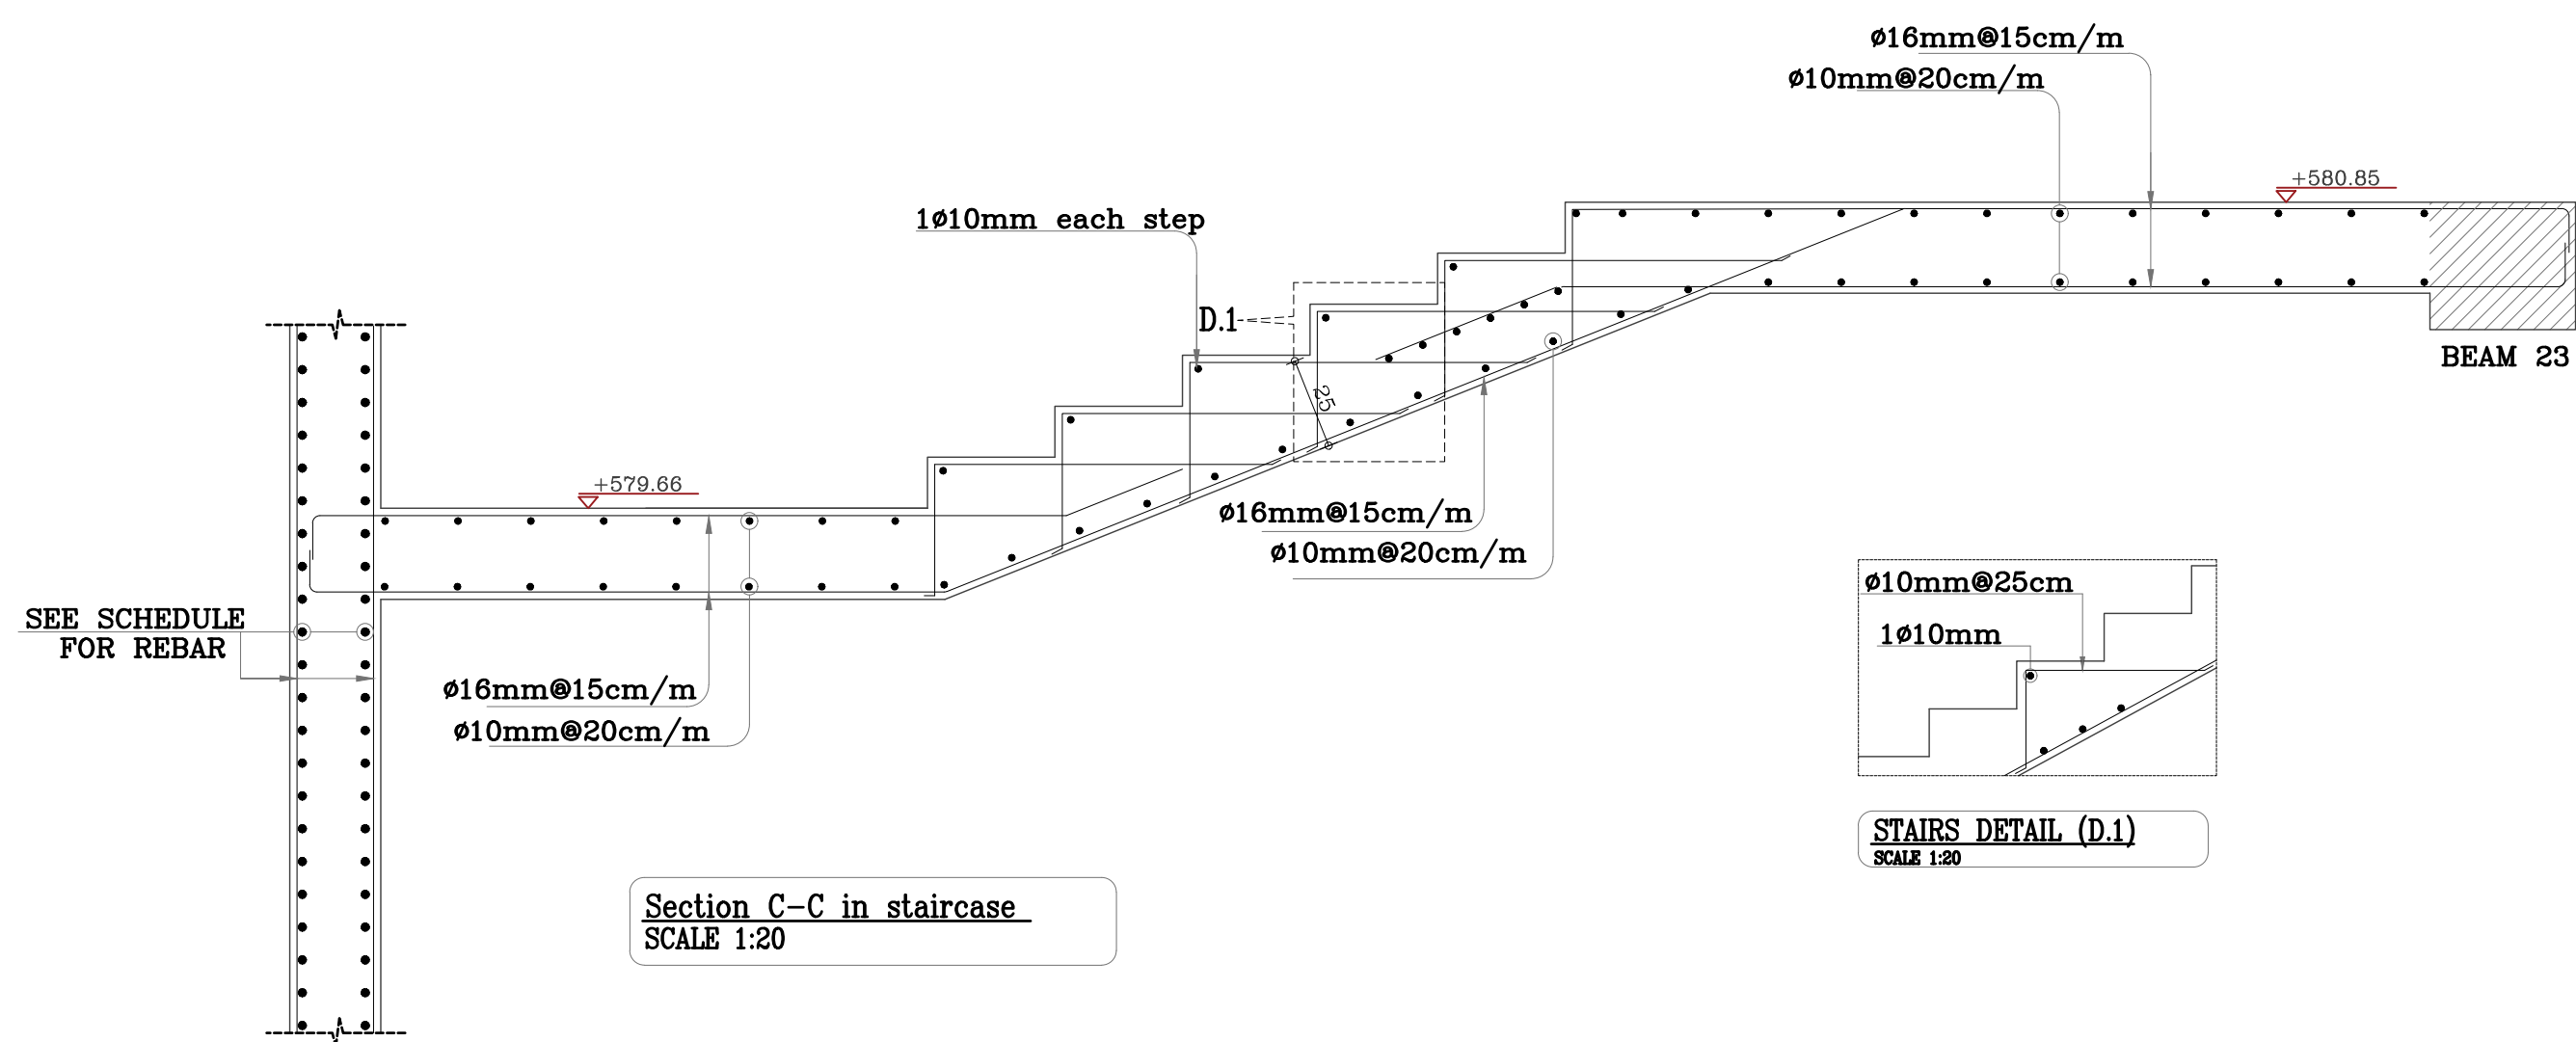 ø16mm@15cm/m
ø10mm@20cm/m
+580.85
1ø10mm each step
D.1
25
BEAM 23
+579.66
ø16mm@15cm/m
ø10mm@20cm/m
SEE SCHEDULE
FOR REBAR
ø16mm@15cm/m
ø10mm@20cm/m
ø10mm@25cm
1ø10mm
STAIRS DETAIL (D.1)
SCALE 1:20
Section C-C in staircase
SCALE 1:20